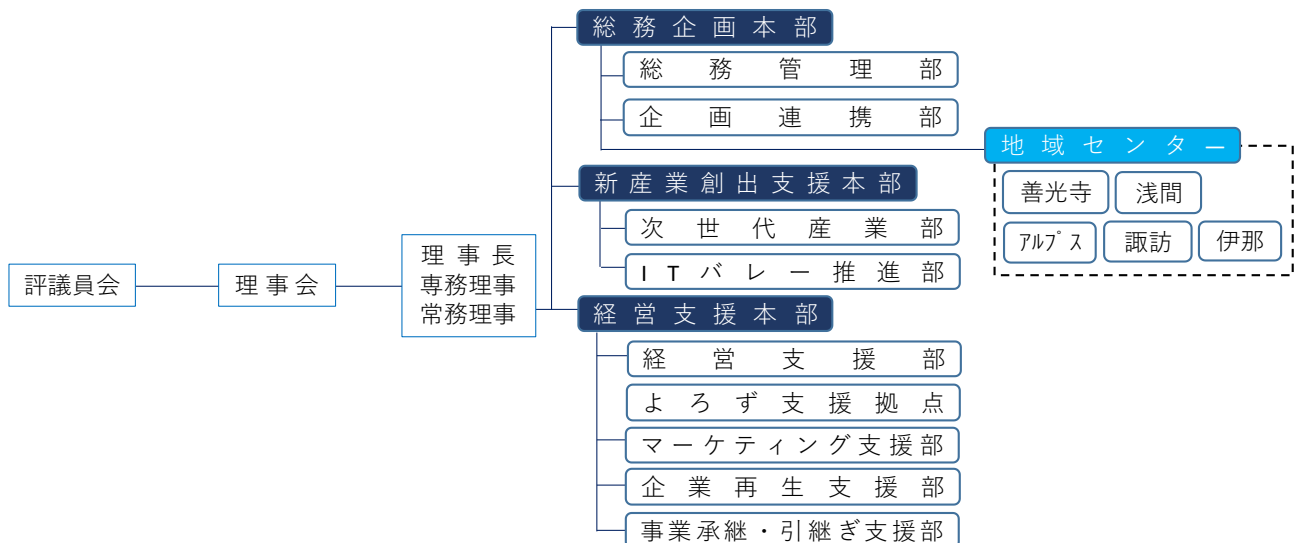 評議員会
理事会
理事長
専務理事
常務理事
総務企画本部
総務管理部
企画連携部
地域センター
善光寺
浅間
ｱﾙﾌﾟｽ
諏訪
伊那
新産業創出支援本部
次世代産業部
ITバレー推進部
経営支援本部
経営支援部
よろず支援拠点
マーケティング支援部
企業再生支援部
事業承継・引継ぎ支援部